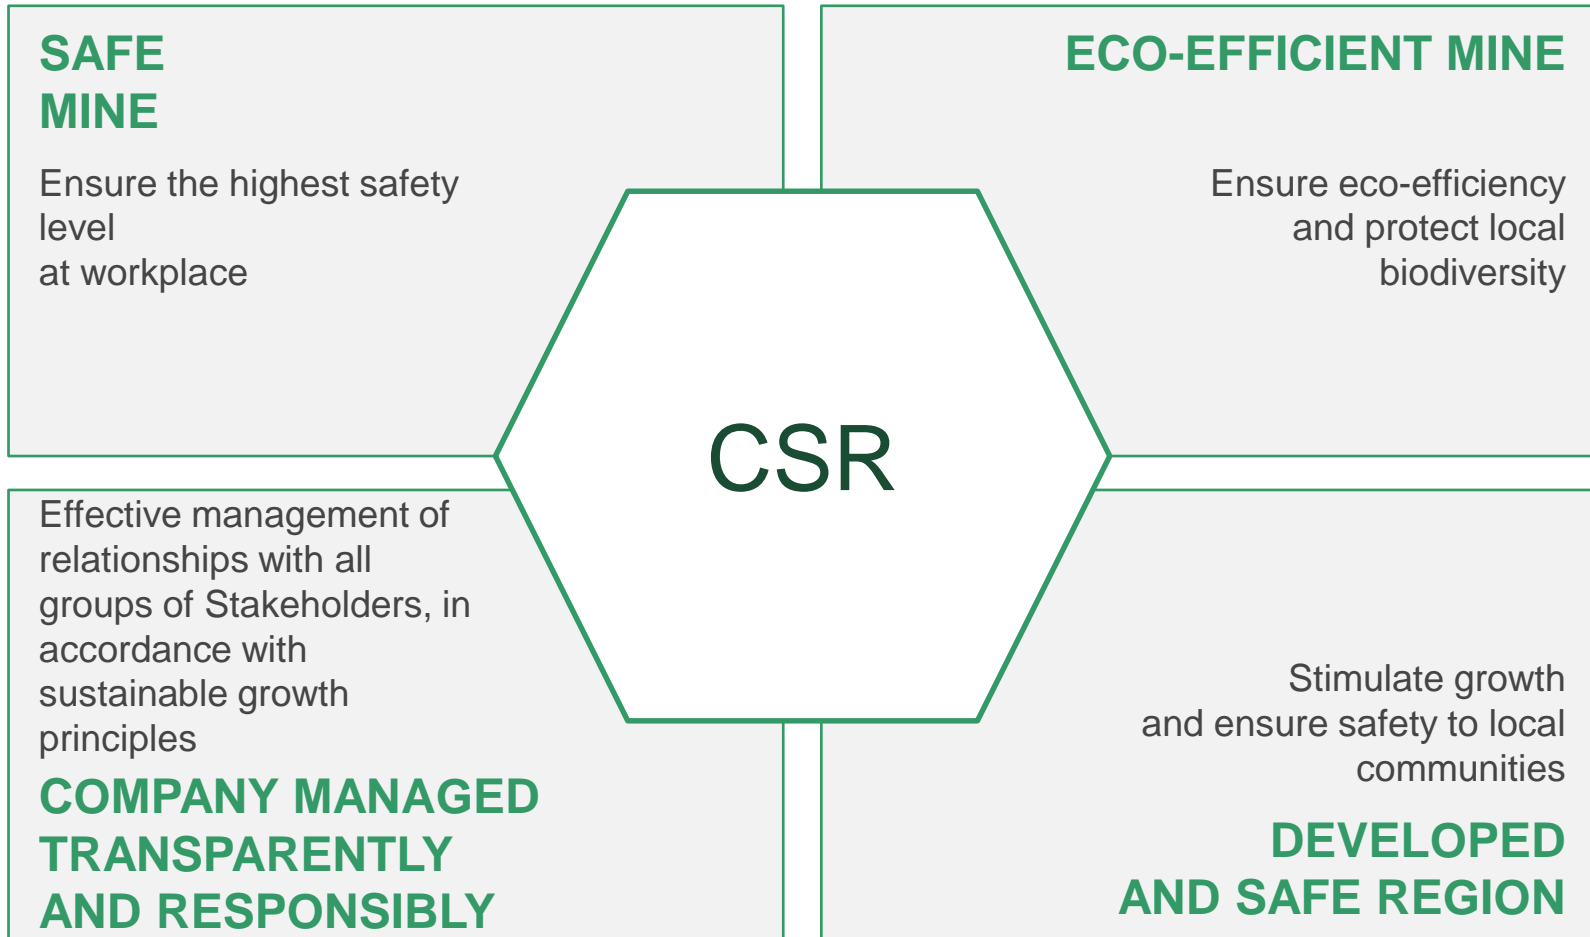 SAFE
MINE
Ensure the highest safety
level
at workplace
ECO-EFFICIENT MINE
Ensure eco-efficiency
and protect local
biodiversity
CSR
Effective management of
relationships with all
groups of Stakeholders, in
accordance with
sustainable growth
principles
COMPANY MANAGED
TRANSPARENTLY
AND RESPONSIBLY
Stimulate growth
and ensure safety to local
communities
DEVELOPED
AND SAFE REGION